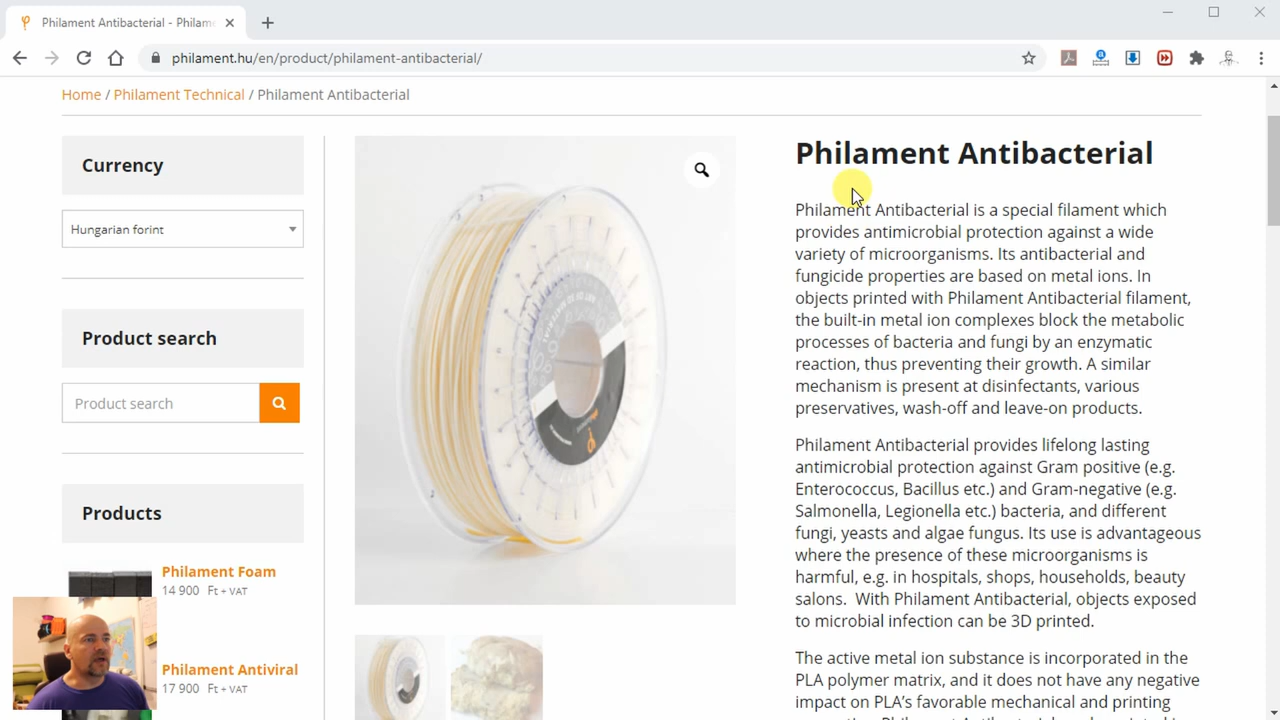 Philament Antibacterial - Philam
philament.hu/en/product/philament-antibacterial/
Home / Philament Technical / Philament Antibacterial
Currency
Hungarian forint
Product search
Product search
Products
Philament Foam
14 900 Ft + VAT
Philament Antiviral
17 900 Ft + VAT
Philament Antibacterial
Philament Antibacterial is a special filament which
provides antimicrobial protection against a wide
variety of microorganisms. Its antibacterial and
fungicide properties are based on metal ions. In
objects printed with Philament Antibacterial filament,
the built-in metal ion complexes block the metabolic
processes of bacteria and fungi by an enzymatic
reaction, thus preventing their growth. A similar
mechanism is present at disinfectants, various
preservatives, wash-off and leave-on products.
Philament Antibacterial provides lifelong lasting
antimicrobial protection against Gram positive (e.g.
Enterococcus, Bacillus etc.) and Gram-negative (e.g.
Salmonella, Legionella etc.) bacteria, and different
fungi, yeasts and algae fungus. Its use is advantageous
where the presence of these microorganisms is
harmful, e.g. in hospitals, shops, households, beauty
salons. With Philament Antibacterial, objects exposed
to microbial infection can be 3D printed.
The active metal ion substance is incorporated in the
PLA polymer matrix, and it does not have any negative
impact on PLA's favorable mechanical and printing